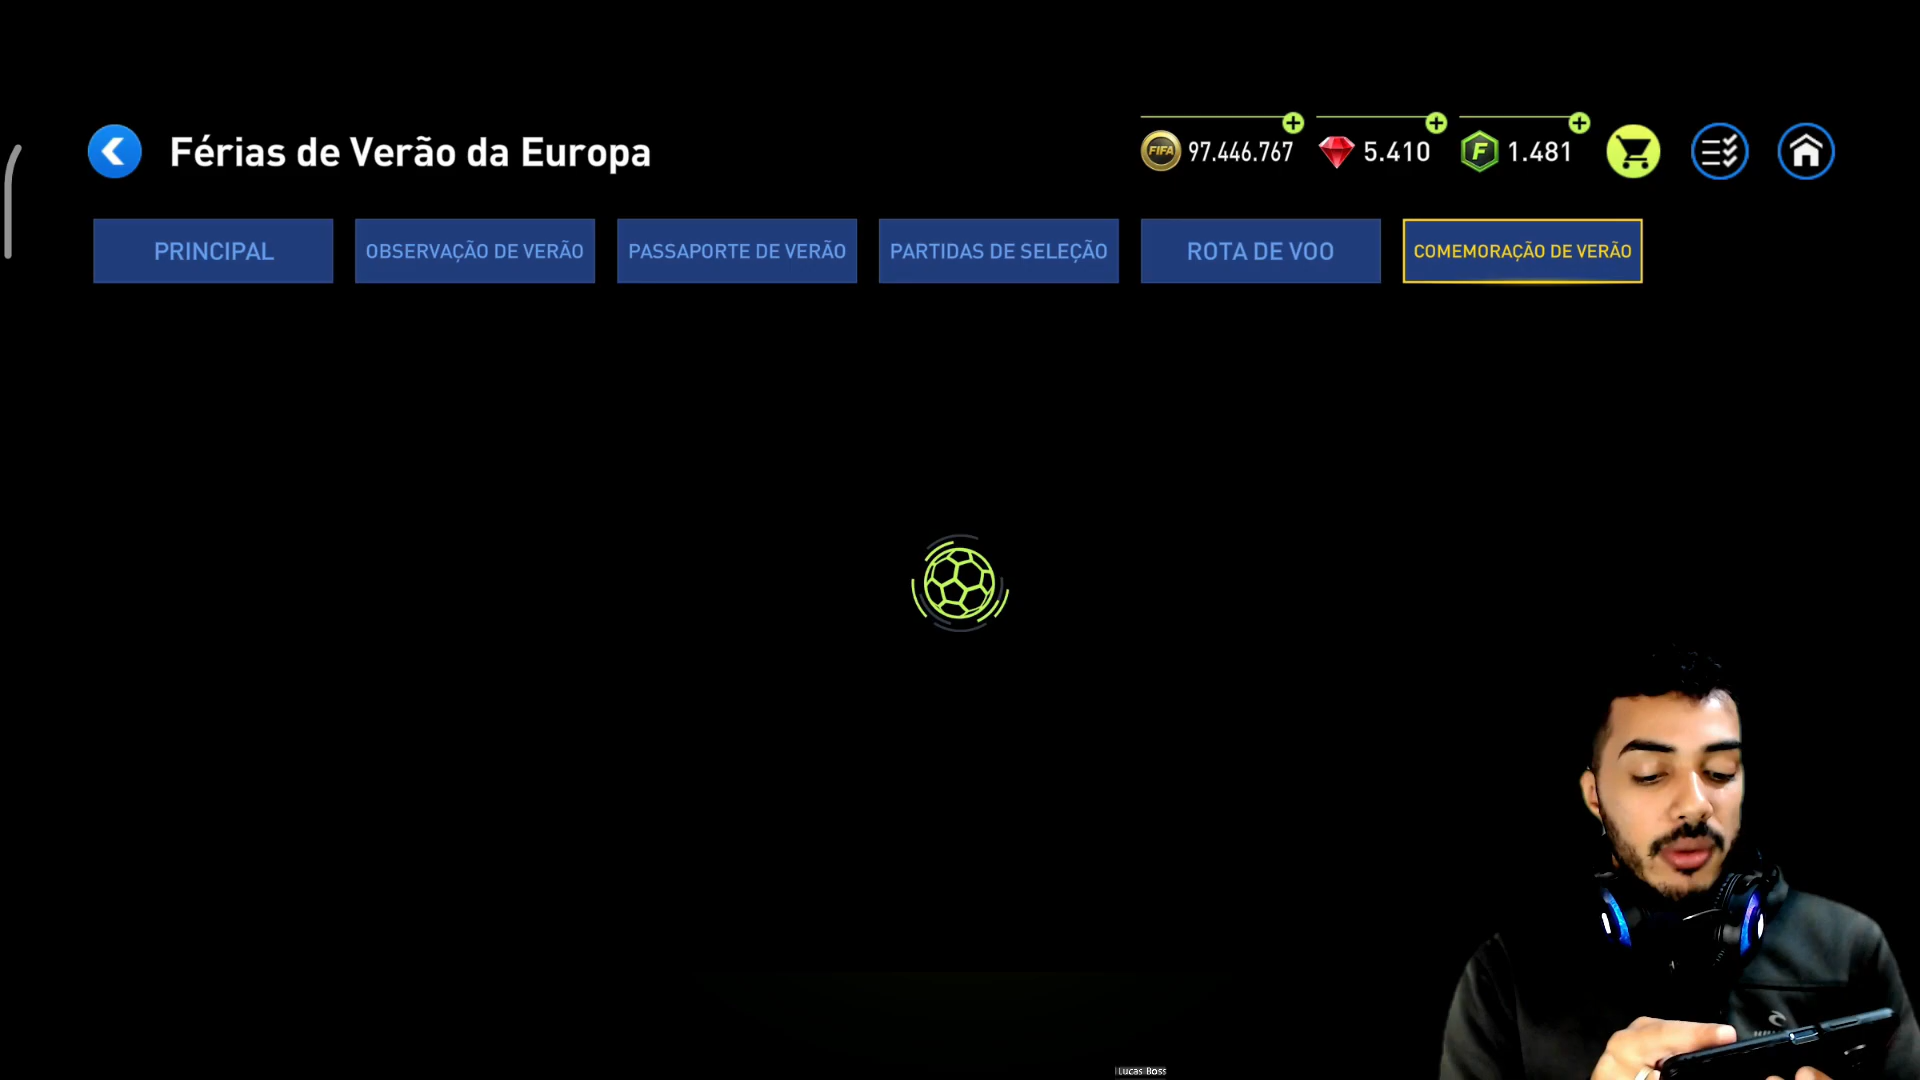 Férias de Verão da Europa
FIFA 97.446.767 5.410 F 1.481
PRINCIPAL OBSERVAÇÃO DE VERÃO PASSAPORTE DE VERÃO PARTIDAS DE SELEÇÃO ROTA DE VOO COMEMORAÇÃO DE VERÃO
Lucas Boss